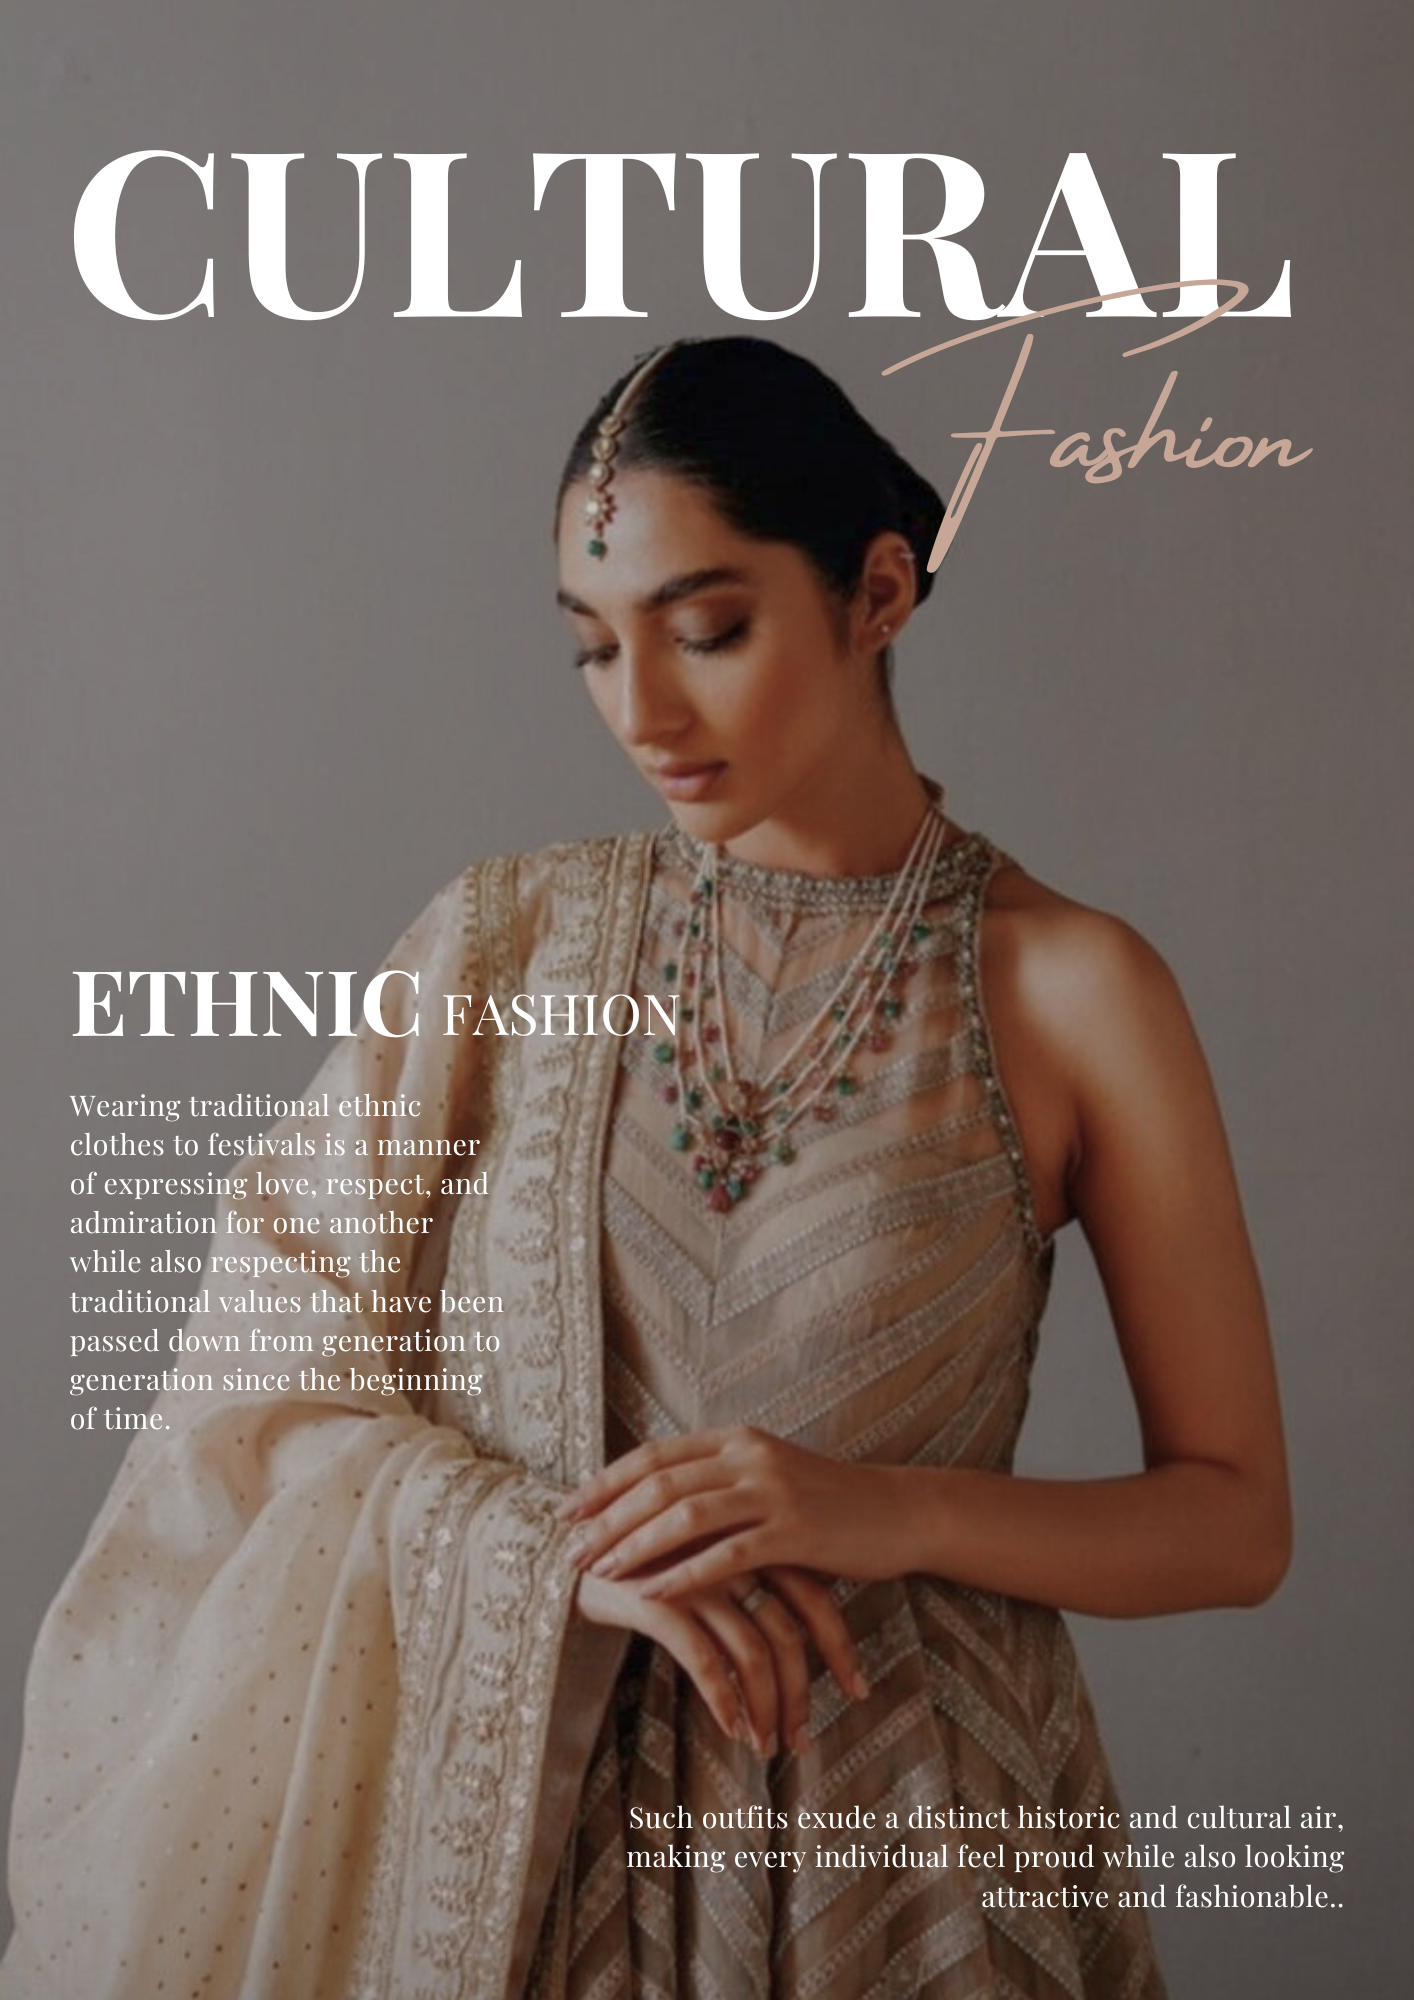 CULTURAL
Fashion
ETHNIC FASHION
Wearing traditional ethnic
clothes to festivals is a manner
of expressing love, respect, and
admiration for one another
while also respecting the
traditional values that have been
passed down from generation to
generation since the beginning
of time.
Such outfits exude a distinct historic and cultural air,
making every individual feel proud while also looking
attractive and fashionable..